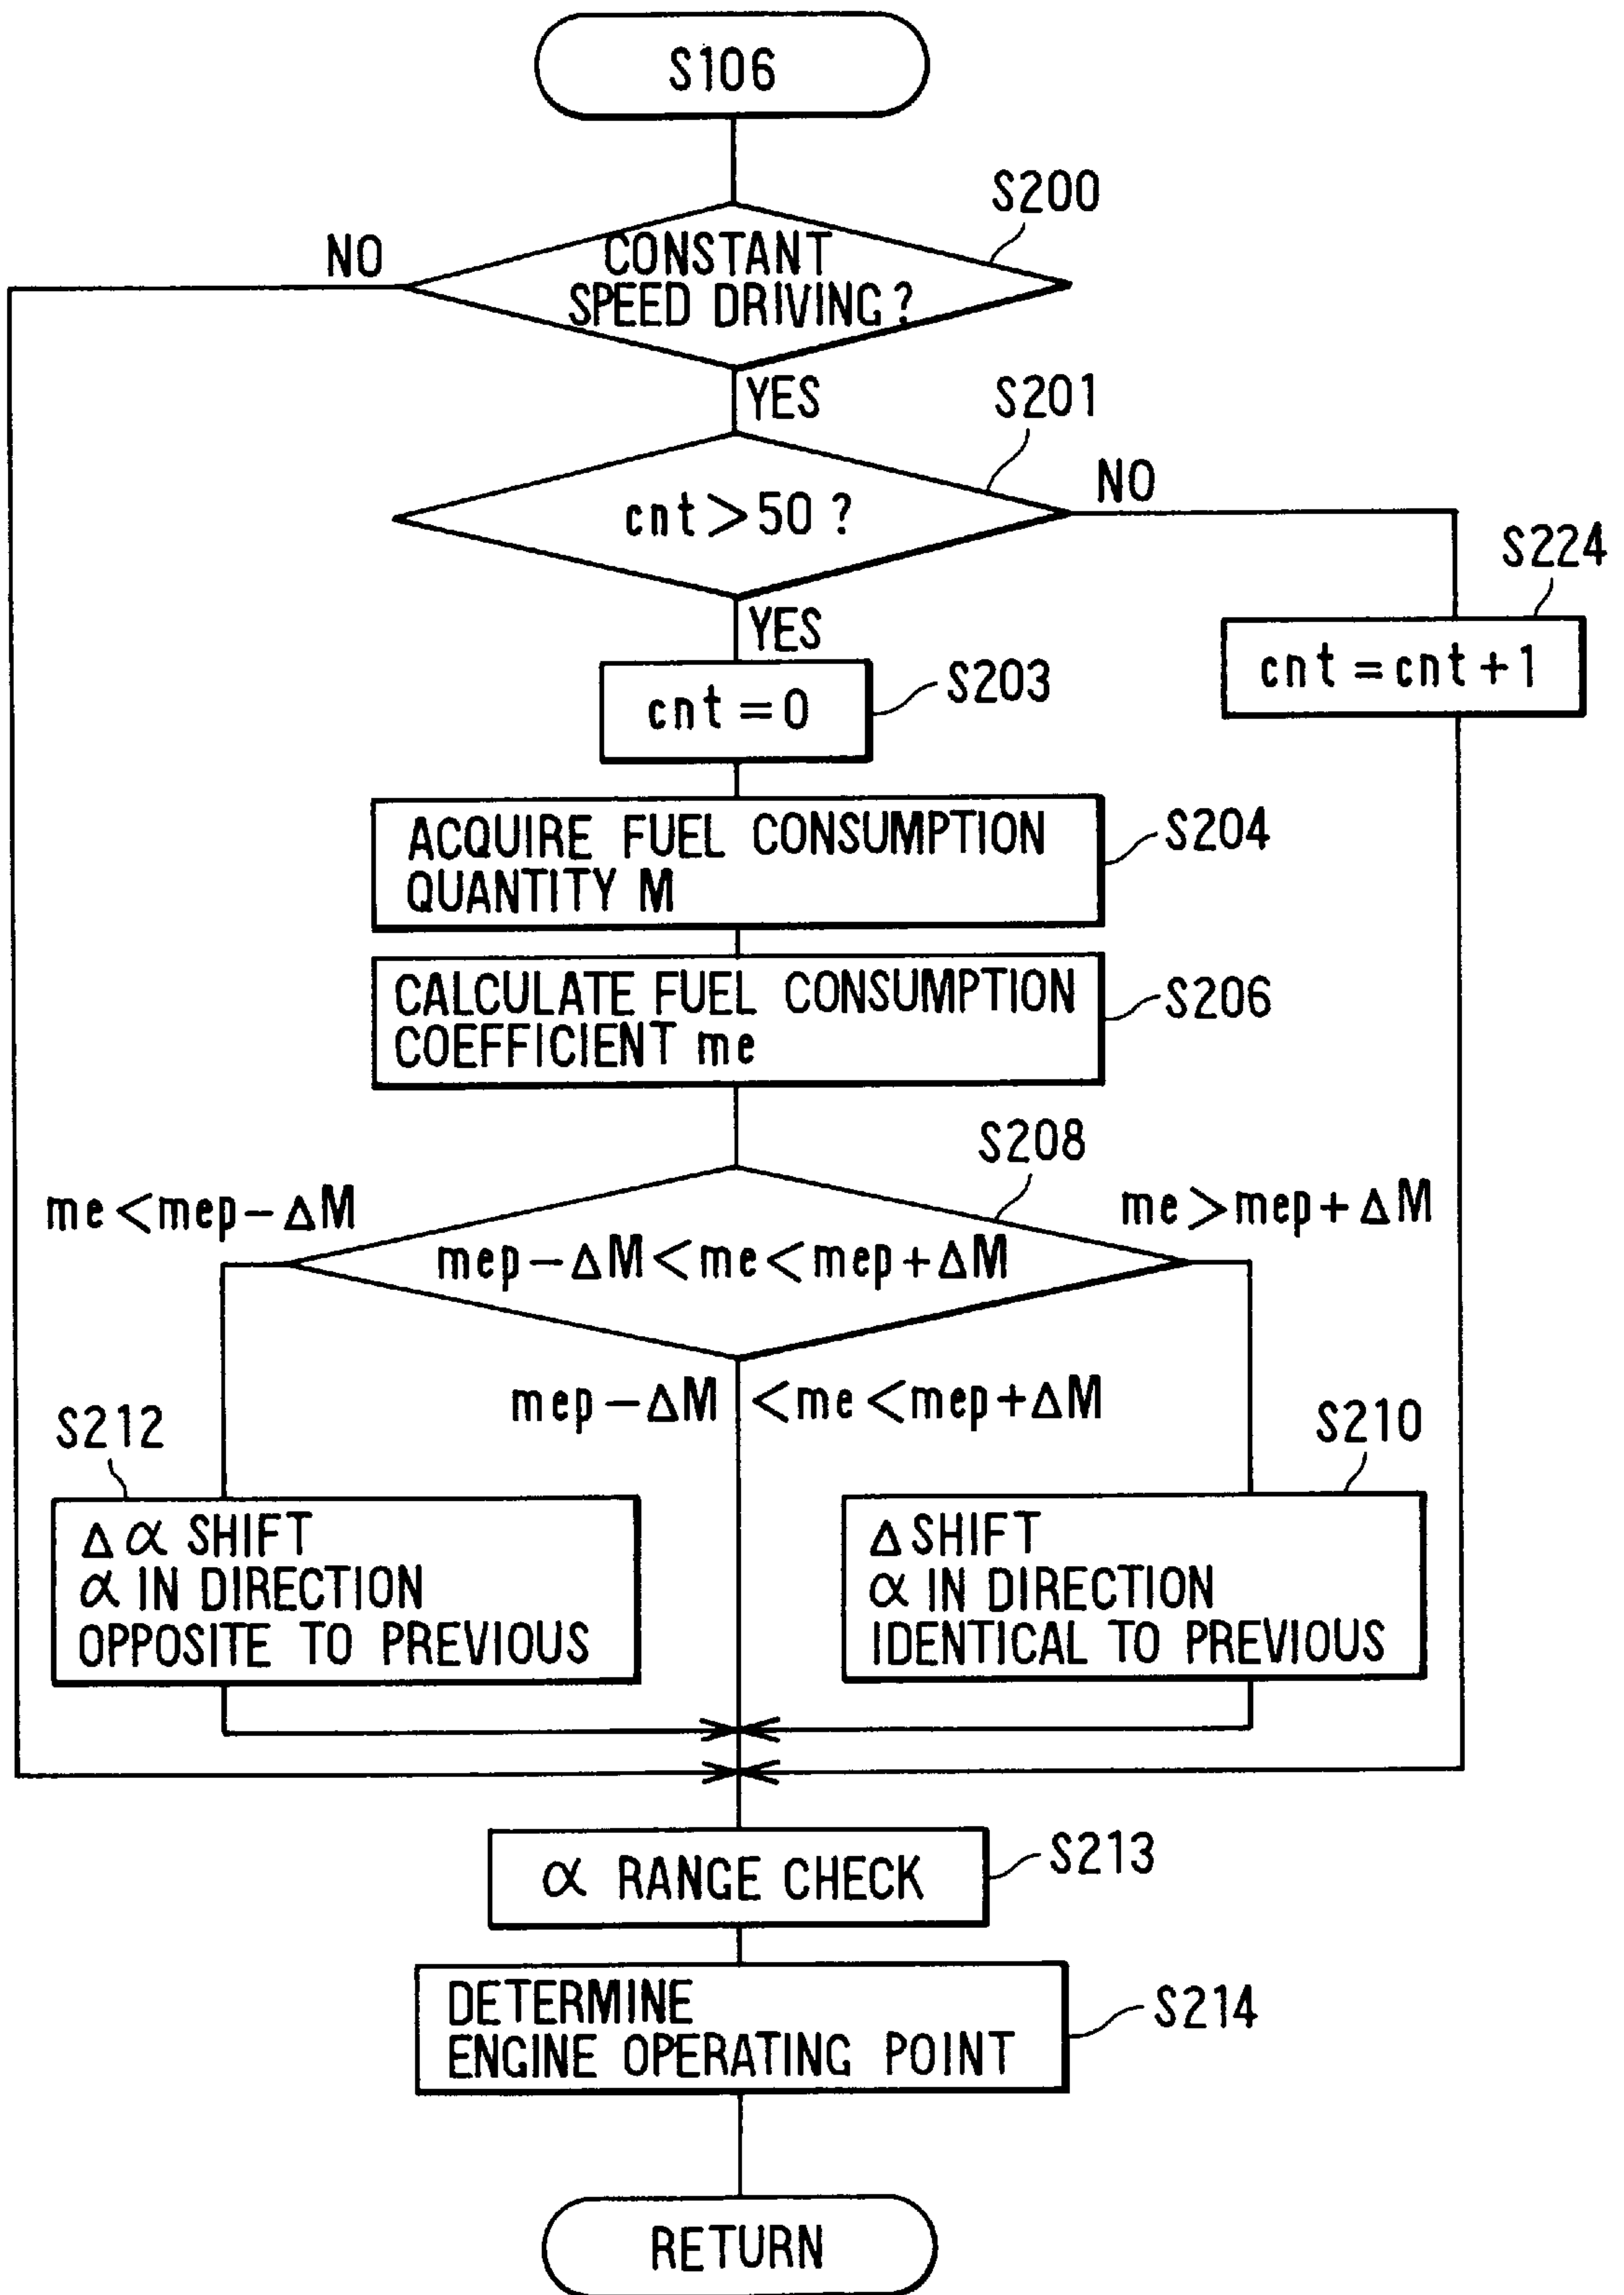 S106
S200
NO
CONSTANT
SPEED DRIVING?
YES
S201
NO
cnt>50?
S224
YES
cnt=cnt+1
S203
cnt=0
S204
ACQUIRE FUEL CONSUMPTION
QUANTITY M
S206
CALCULATE FUEL CONSUMPTION
COEFFICIENT me
S208
me<mep-ΔM
me>mep+ΔM
mep-ΔM<me<mep+ΔM
mep-ΔM<me<mep+ΔM
S212
S210
Δα SHIFT
α IN DIRECTION
OPPOSITE TO PREVIOUS
Δ SHIFT
α IN DIRECTION
IDENTICAL TO PREVIOUS
S213
α RANGE CHECK
S214
DETERMINE
ENGINE OPERATING POINT
RETURN